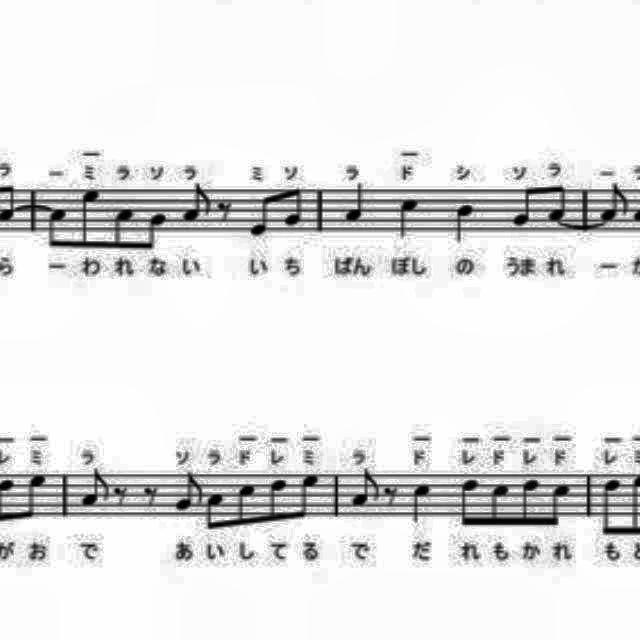 ラ ー ミ ラ ソ ラ ミ ソ ラ ド シ ソ ラ ー
ら ー わ れ な い い ち ばん ぼし の うま れ ー か
レ ミ ラ ソ ラ ド レ ミ ラ ド レ ド レ ド レ ミ
が お で あ い し て る で だ れ も か れ も